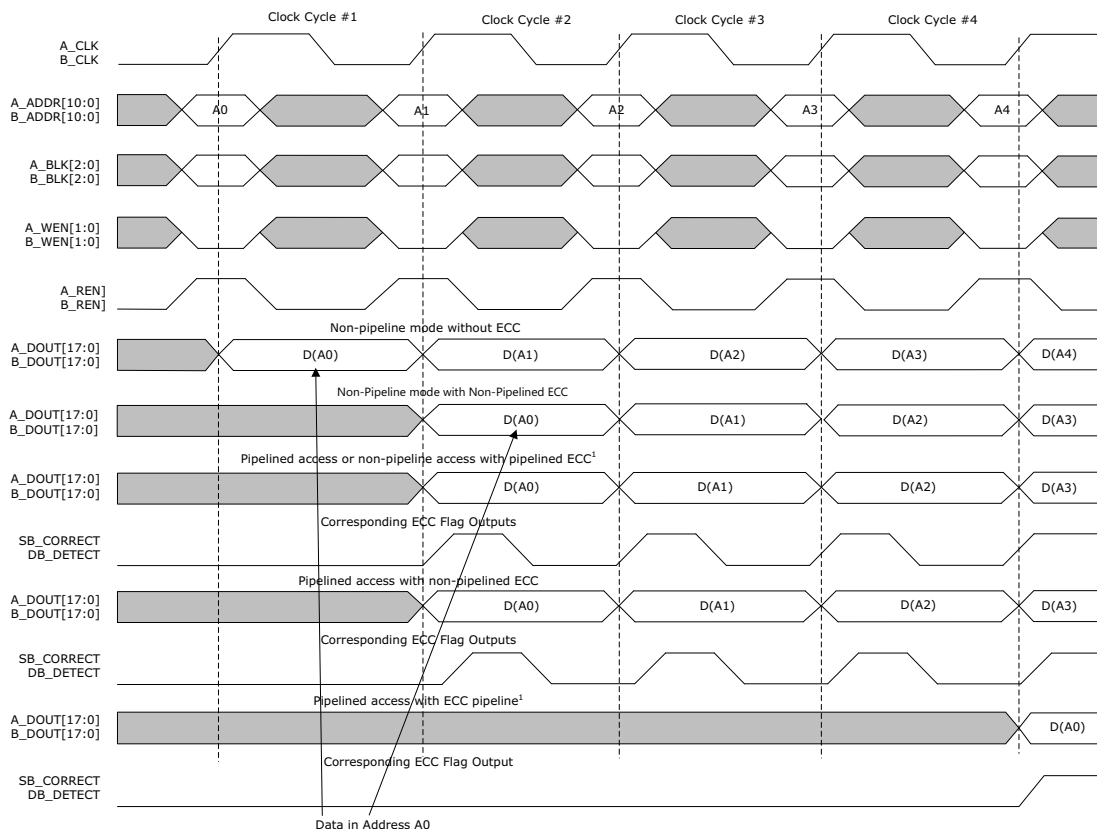 Clock Cycle #1 Clock Cycle #2 Clock Cycle #3 Clock Cycle #4
A_CLK
B_CLK
A_ADDR[10:0]
B_ADDR[10:0]
A0 A1 A2 A3 A4
A_BLK[2:0]
B_BLK[2:0]
A_WEN[1:0]
B_WEN[1:0]
A_REN]
B_REN]
Non-pipeline mode without ECC
A_DOUT[17:0]
B_DOUT[17:0]
D(A0) D(A1) D(A2) D(A3) D(A4)
Non-Pipeline mode with Non-Pipelined ECC
A_DOUT[17:0]
B_DOUT[17:0]
D(A0) D(A1) D(A2) D(A3)
Pipelined access or non-pipeline access with pipelined ECC¹
A_DOUT[17:0]
B_DOUT[17:0]
D(A0) D(A1) D(A2) D(A3)
Corresponding ECC Flag Outputs
SB_CORRECT
DB_DETECT
Pipelined access with non-pipelined ECC
A_DOUT[17:0]
B_DOUT[17:0]
D(A0) D(A1) D(A2) D(A3)
Corresponding ECC Flag Outputs
SB_CORRECT
DB_DETECT
Pipelined access with ECC pipeline¹
A_DOUT[17:0]
B_DOUT[17:0]
D(A0)
Corresponding ECC Flag Output
SB_CORRECT
DB_DETECT
Data in Address A0